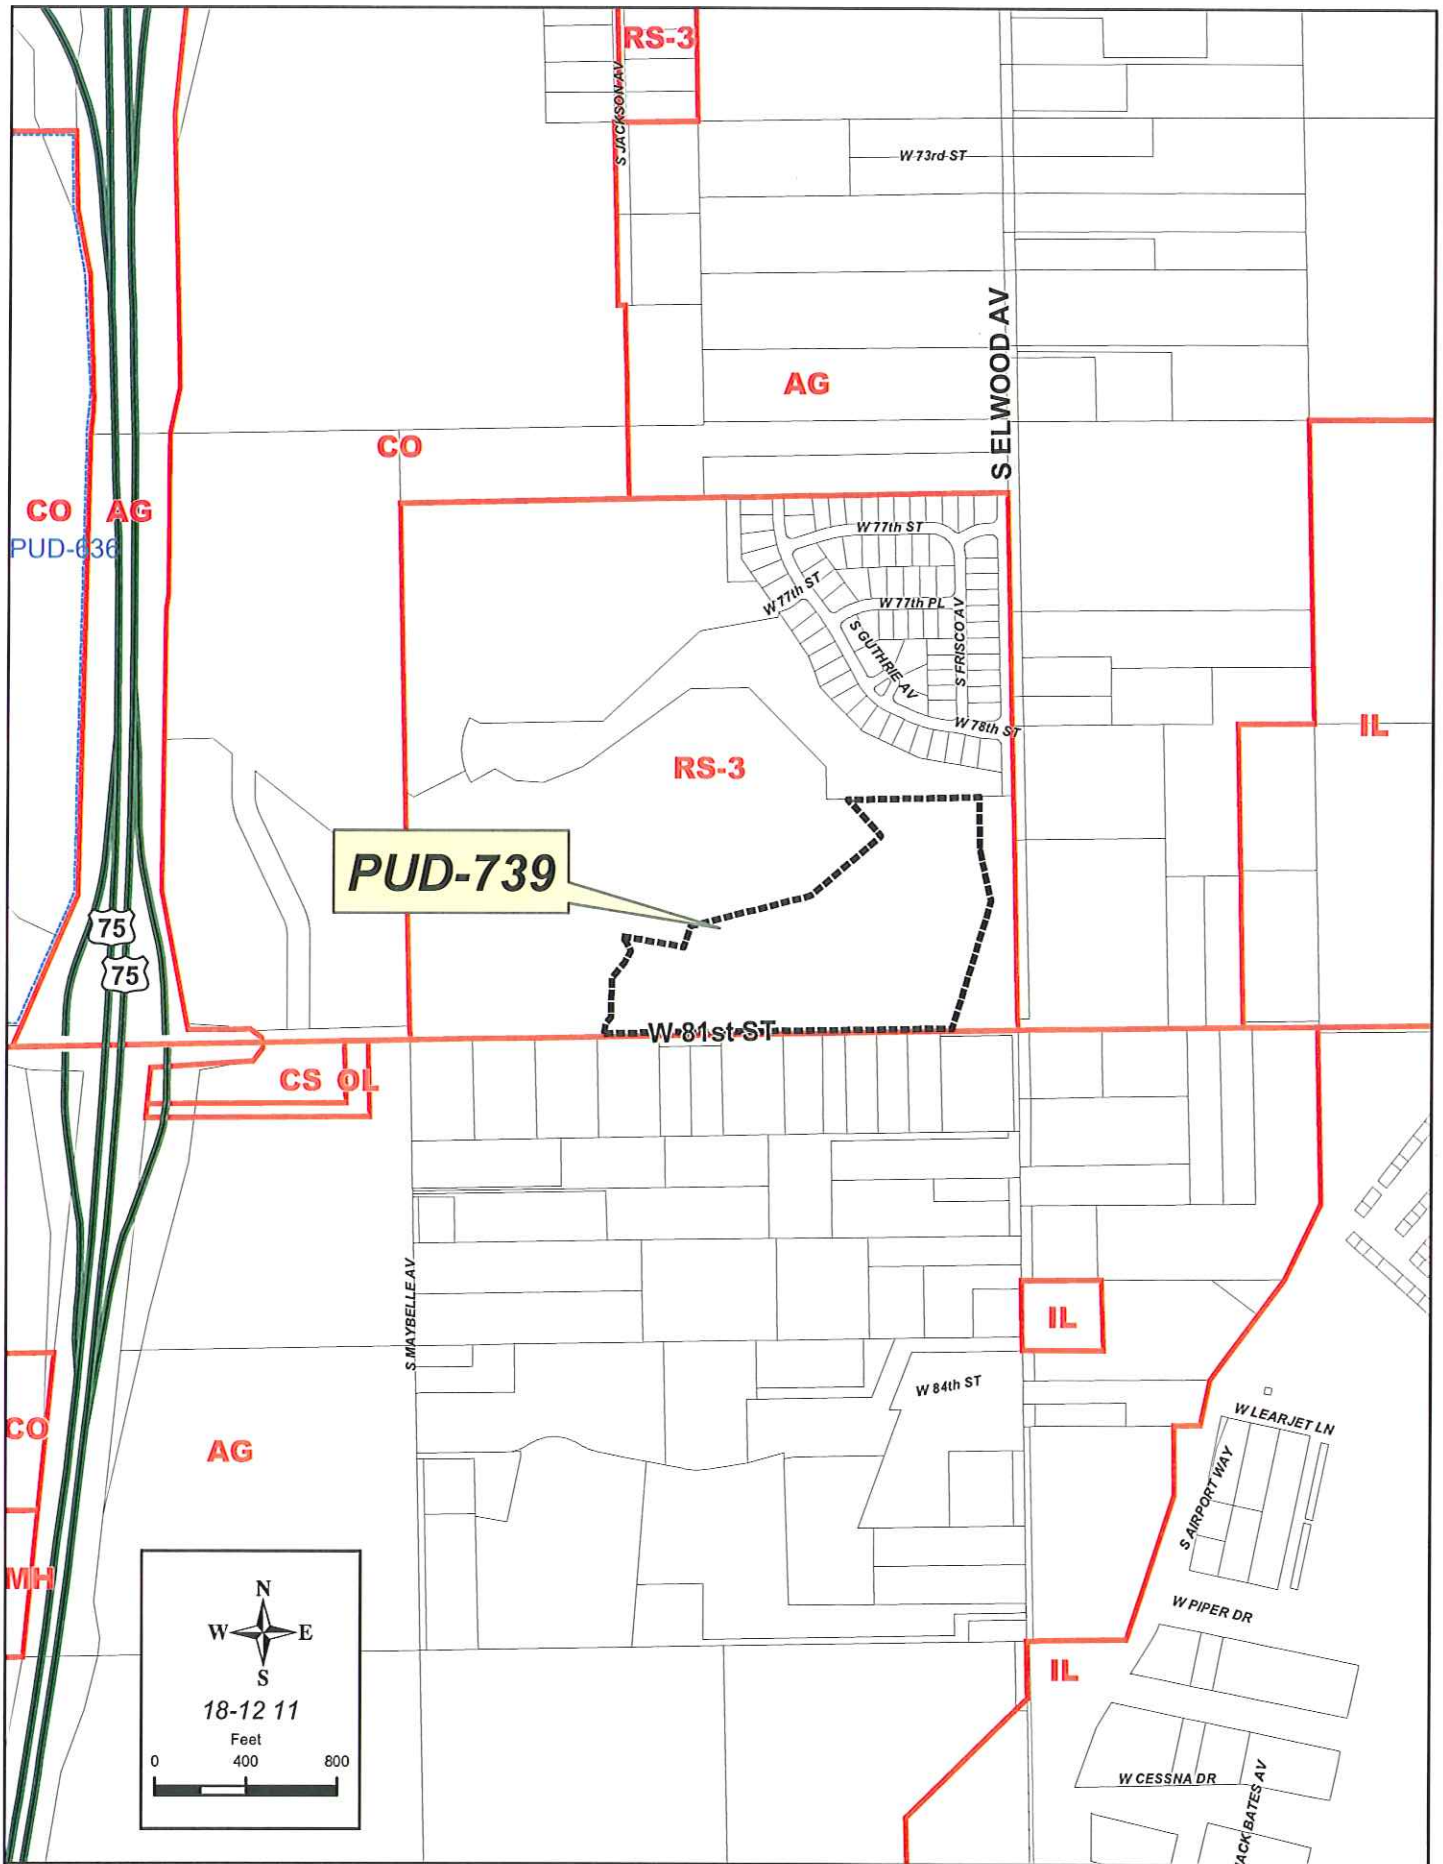 RS-3
S JACKSON AV
W 73rd ST
S ELWOOD AV
AG
CO
CO
AG
PUD-636
W 77th ST
W 77th ST
W 77th PL
S GUTHRIE AV
S FRISCO AV
W 78th ST
IL
RS-3
PUD-739
75
75
W 81st ST
CS
OL
S MAYBELLE AV
IL
W 84th ST
CO
AG
W LEARJET LN
S AIRPORT WAY
MH
N
W
E
S
18-12 11
Feet
0
400
800
W PIPER DR
IL
W CESSNA DR
JACK BATES AV